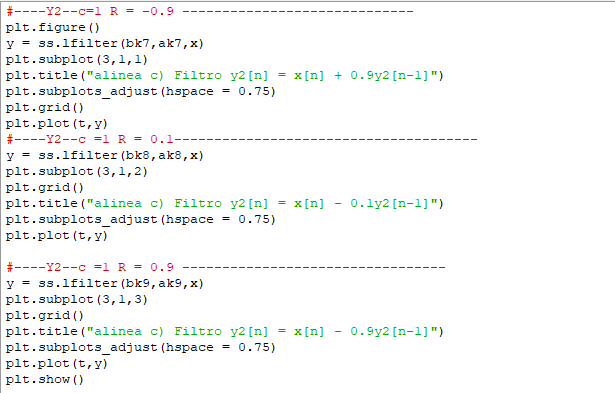 #----Y2--c=1 R = -0.9 -----------------------------
plt.figure()
y = ss.lfilter(bk7,ak7,x)
plt.subplot(3,1,1)
plt.title("alinea c) Filtro y2[n] = x[n] + 0.9y2[n-1]")
plt.subplots_adjust(hspace = 0.75)
plt.grid()
plt.plot(t,y)
#----Y2--c =1 R = 0.1--------------------------------------
y = ss.lfilter(bk8,ak8,x)
plt.subplot(3,1,2)
plt.grid()
plt.title("alinea c) Filtro y2[n] = x[n] - 0.1y2[n-1]")
plt.subplots_adjust(hspace = 0.75)
plt.plot(t,y)
#----Y2--c =1 R = 0.9 ---------------------------------
y = ss.lfilter(bk9,ak9,x)
plt.subplot(3,1,3)
plt.grid()
plt.title("alinea c) Filtro y2[n] = x[n] - 0.9y2[n-1]")
plt.subplots_adjust(hspace = 0.75)
plt.plot(t,y)
plt.show()